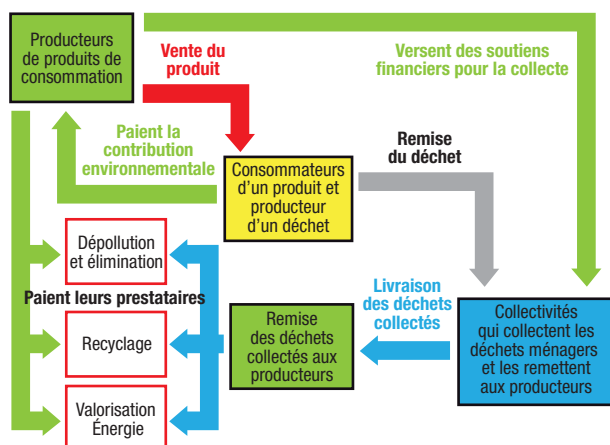 Producteurs
de produits de
consommation
Vente du
produit
Versent des soutiens
financiers pour la collecte
Paient la
contribution
environnementale
Consommateurs
d'un produit et
producteur
d'un déchet
Remise
du déchet
Dépollution
et élimination
Paient leurs prestataires
Recyclage
Valorisation
Énergie
Remise
des déchets
collectés aux
producteurs
Livraison
des déchets
collectés
Collectivités
qui collectent les
déchets ménagers
et les remettent
aux producteurs